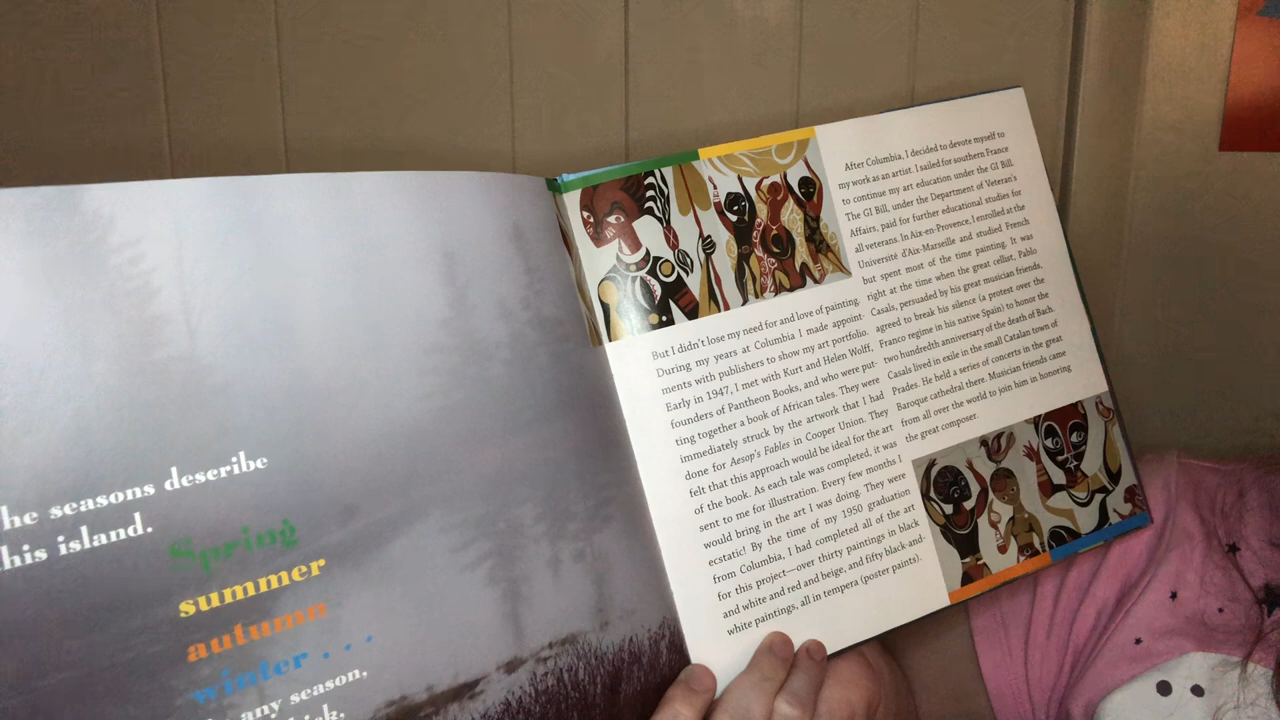 he seasons describe
his island.
Spring
summer
autumn
winter . . .
any season,
But I didn't lose my need for and love of painting.
During my years at Columbia I made appoint-
ments with publishers to show my art portfolio.
Early in 1947, I met with Kurt and Helen Wolff,
founders of Pantheon Books, and who were put-
ting together a book of African tales. They were
immediately struck by the artwork that I had
done for Aesop's Fables in Cooper Union. They
felt that this approach would be ideal for the art
of the book. As each tale was completed, it was
sent to me for illustration. Every few months I
would bring in the art I was doing. They were
ecstatic! By the time of my 1950 graduation
from Columbia, I had completed all of the art
for this project—over thirty paintings in black
and white and red and beige, and fifty black-and-
white paintings, all in tempera (poster paints).
After Columbia, I decided to devote myself to
my work as an artist. I sailed for southern France
to continue my art education under the GI Bill.
The GI Bill, under the Department of Veteran's
Affairs, paid for further educational studies for
all veterans. In Aix-en-Provence, I enrolled at the
Université d'Aix-Marseille and studied French
but spent most of the time painting. It was
right at the time when the great cellist, Pablo
Casals, persuaded by his great musician friends,
agreed to break his silence (a protest over the
Franco regime in his native Spain) to honor the
two hundredth anniversary of the death of Bach.
Casals lived in exile in the small Catalan town of
Prades. He held a series of concerts in the great
Baroque cathedral there. Musician friends came
from all over the world to join him in honoring
the great composer.